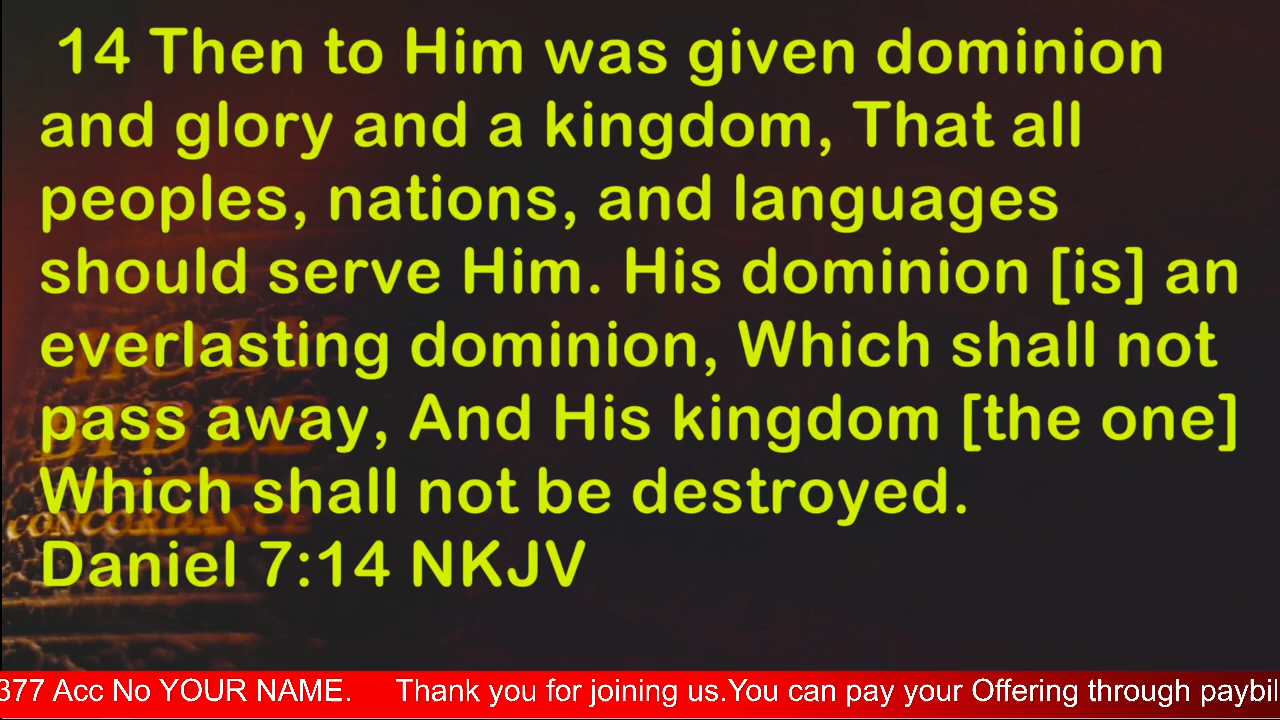 14 Then to Him was given dominion
and glory and a kingdom, That all
peoples, nations, and languages
should serve Him. His dominion [is] an
everlasting dominion, Which shall not
pass away, And His kingdom [the one]
Which shall not be destroyed.
Daniel 7:14 NKJV
HOLY
BIBLE
CONCORDANCE
377 Acc No YOUR NAME. Thank you for joining us.You can pay your Offering through paybil